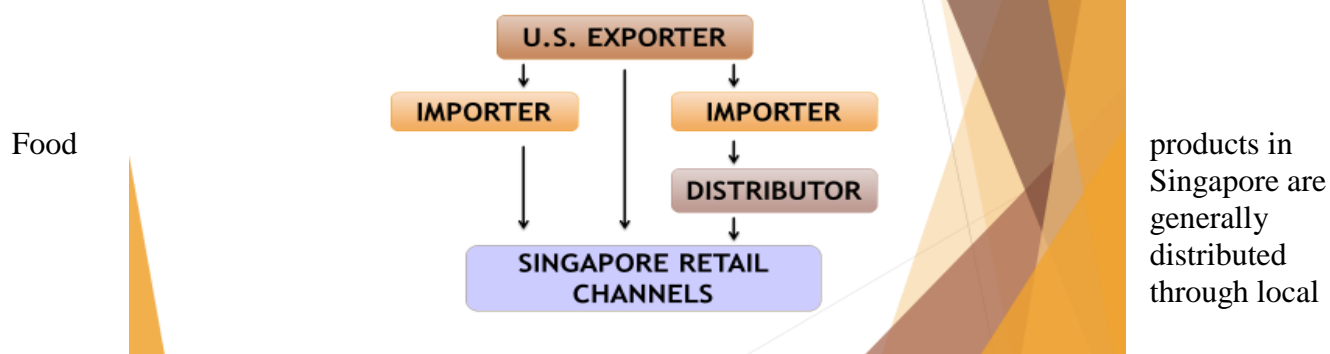 U.S. EXPORTER
IMPORTER
IMPORTER
DISTRIBUTOR
SINGAPORE RETAIL
CHANNELS
Food
products in
Singapore are
generally
distributed
through local